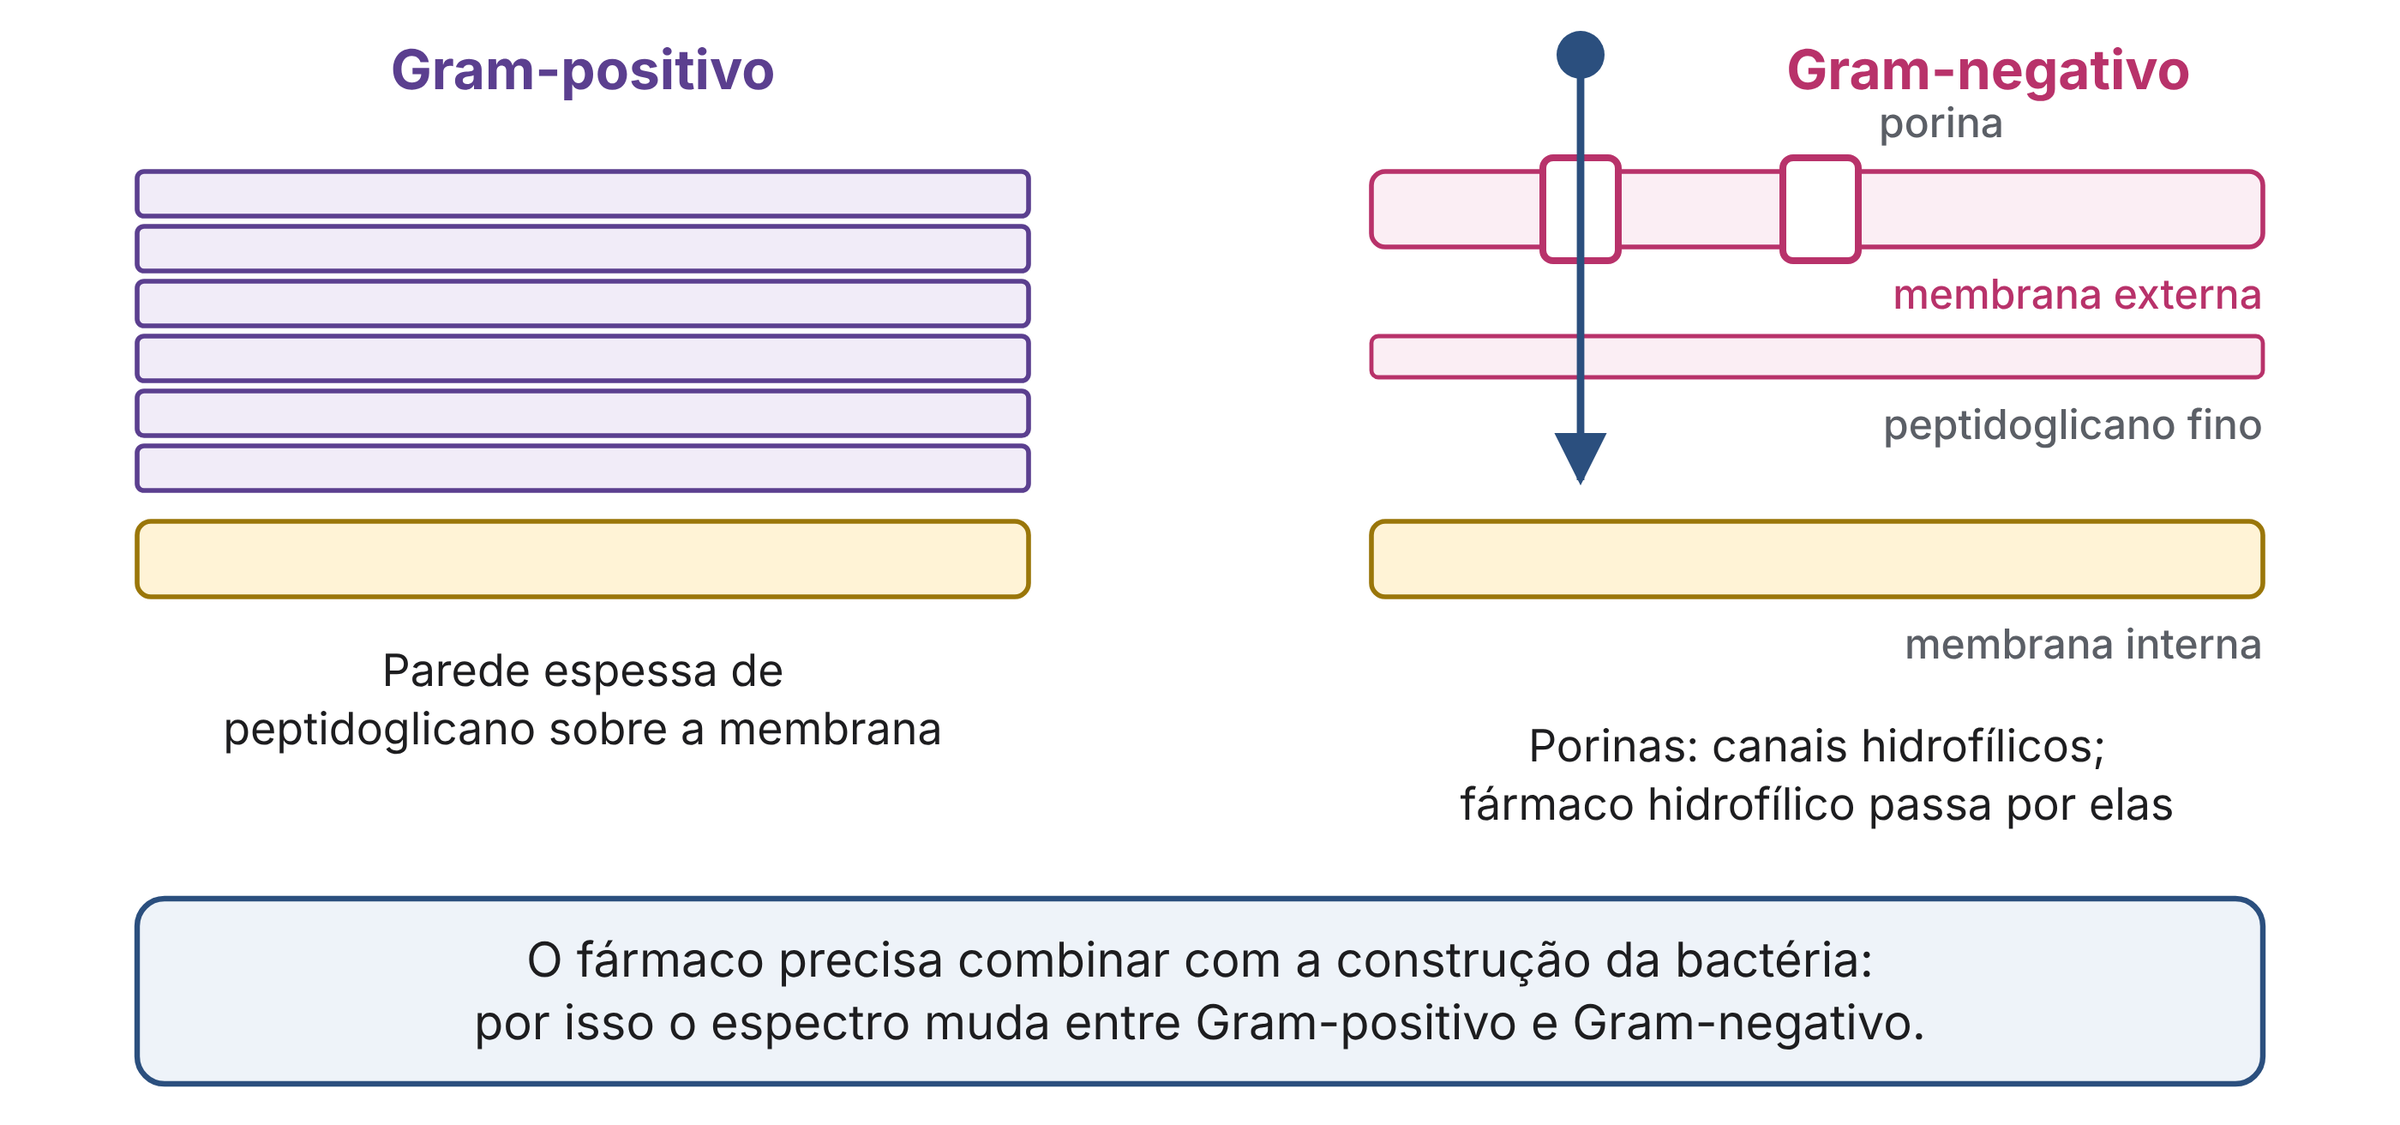 Gram-positivo
Parede espessa de
peptidoglicano sobre a membrana
Gram-negativo
porina
membrana externa
peptidoglicano fino
membrana interna
Porinas: canais hidrofílicos;
fármaco hidrofílico passa por elas
O fármaco precisa combinar com a construção da bactéria:
por isso o espectro muda entre Gram-positivo e Gram-negativo.